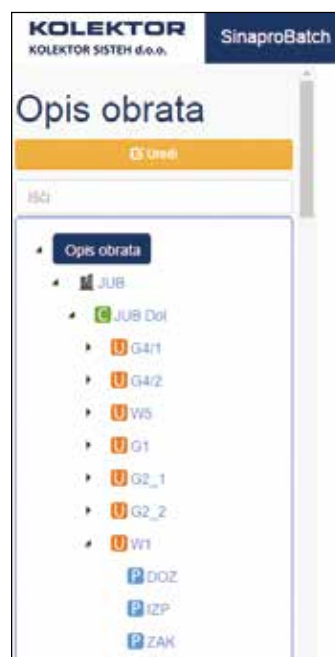 KOLEKTOR
KOLEKTOR SISTEH d.o.o.
SinaproBatch
Opis obrata
Uredi
Išči
Opis obrata
JUB
C JUB Dol
U G4/1
U G4/2
U W5
U G1
U G2_1
U G2_2
U W1
P DOZ
P IZP
P ZAK